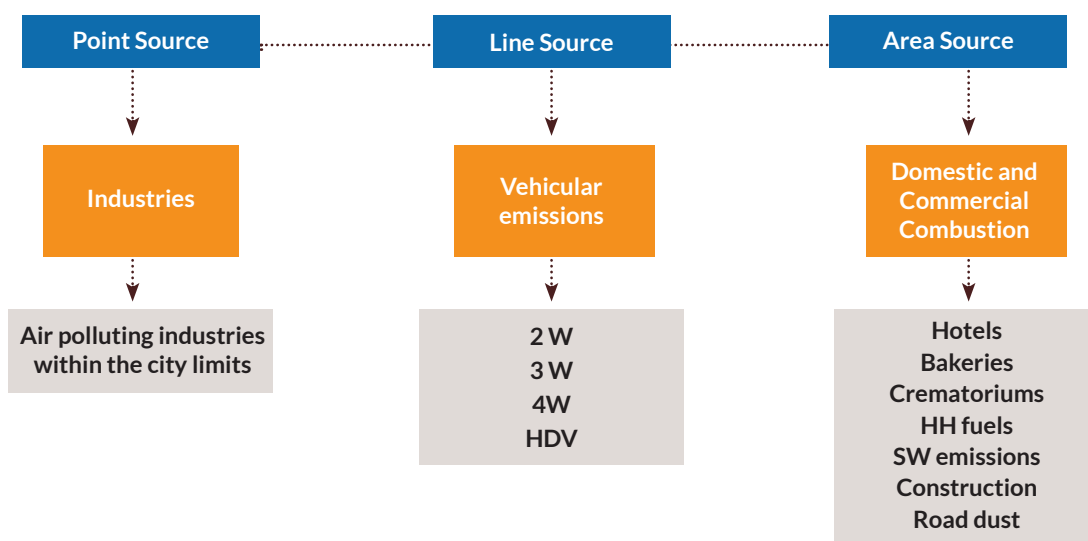 Point Source
Line Source
Area Source
Industries
Vehicular
emissions
Domestic and
Commercial
Combustion
Air polluting industries
within the city limits
2 W
3 W
4W
HDV
Hotels
Bakeries
Crematoriums
HH fuels
SW emissions
Construction
Road dust